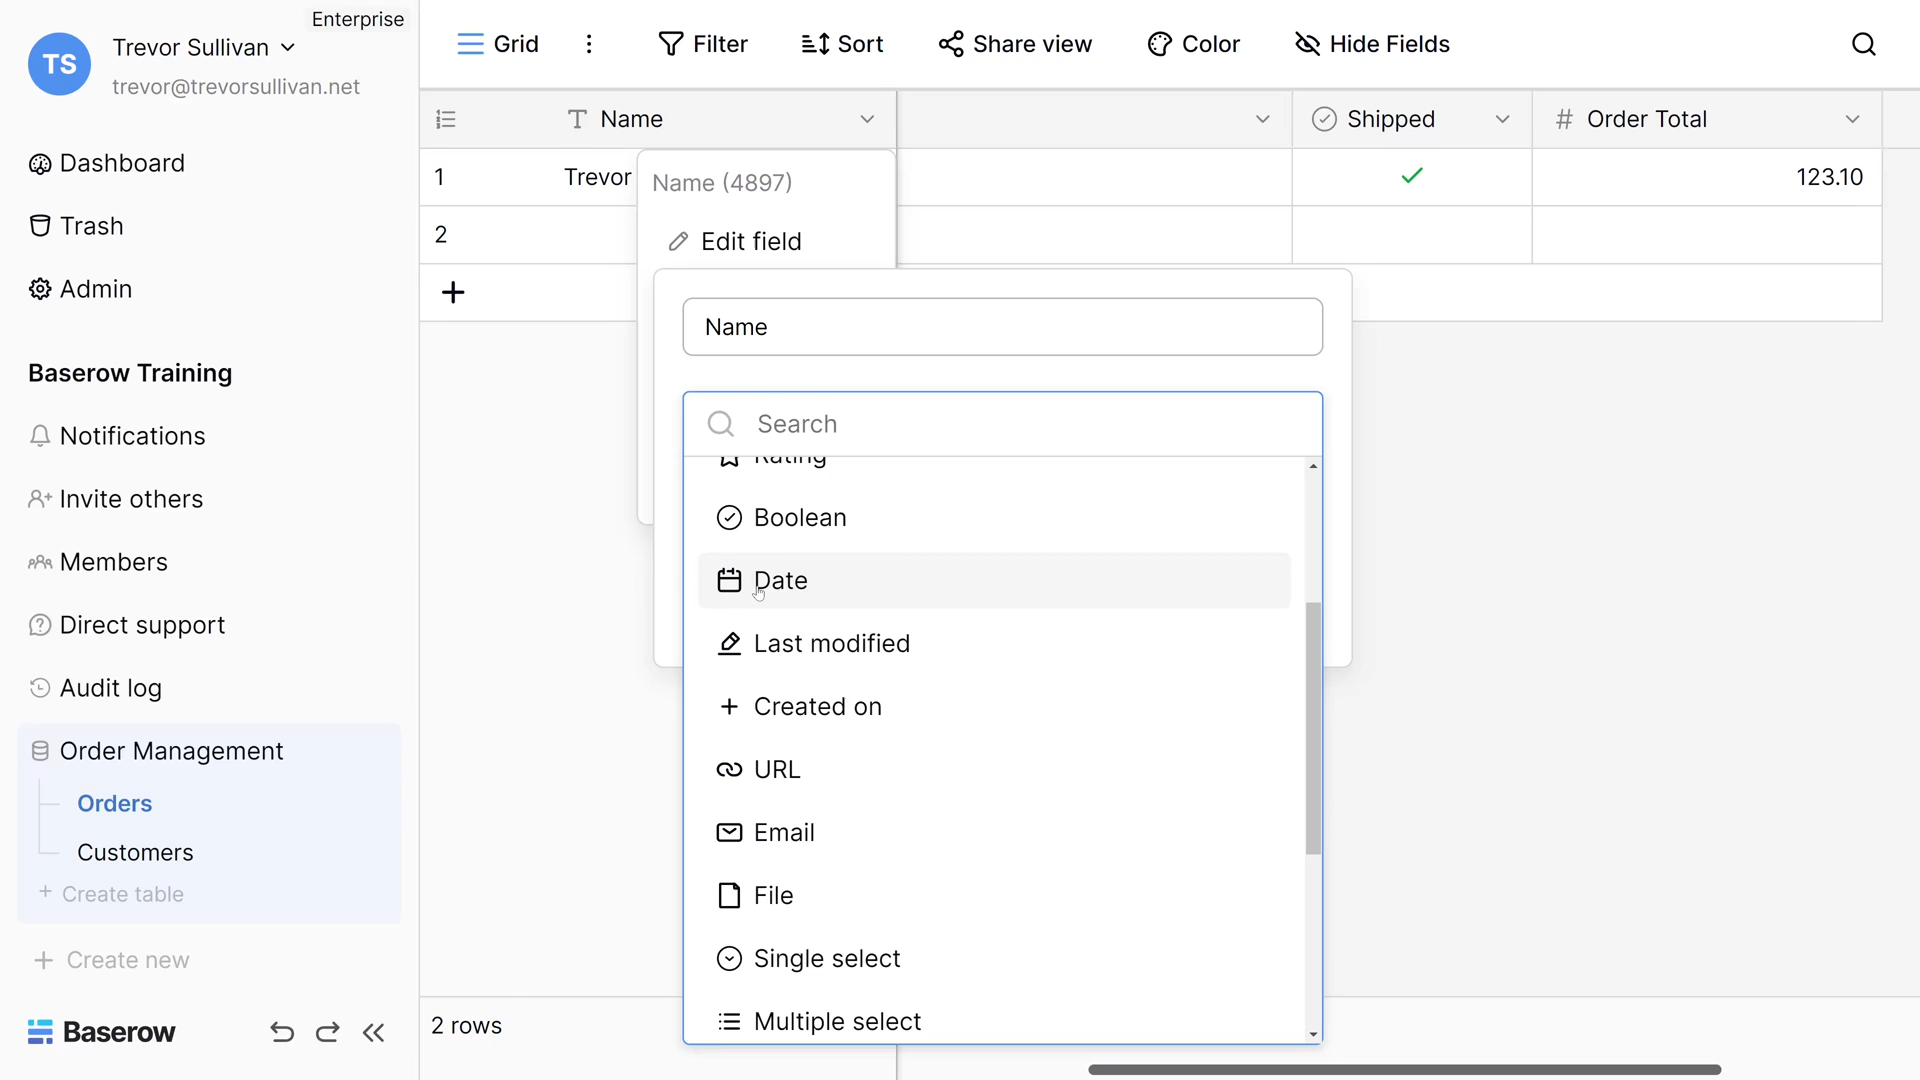 Enterprise
TS
Trevor Sullivan
trevor@trevorsullivan.net
Dashboard
Trash
Admin
Baserow Training
Notifications
Invite others
Members
Direct support
Audit log
Order Management
Orders
Customers
+ Create table
+ Create new
Baserow
Grid
Filter
Sort
Share view
Color
Hide Fields
Name
Shipped
# Order Total
1
Trevor
123.10
2
+
Name (4897)
Edit field
Name
Search
Rating
Boolean
Date
Last modified
+ Created on
URL
Email
File
Single select
Multiple select
2 rows